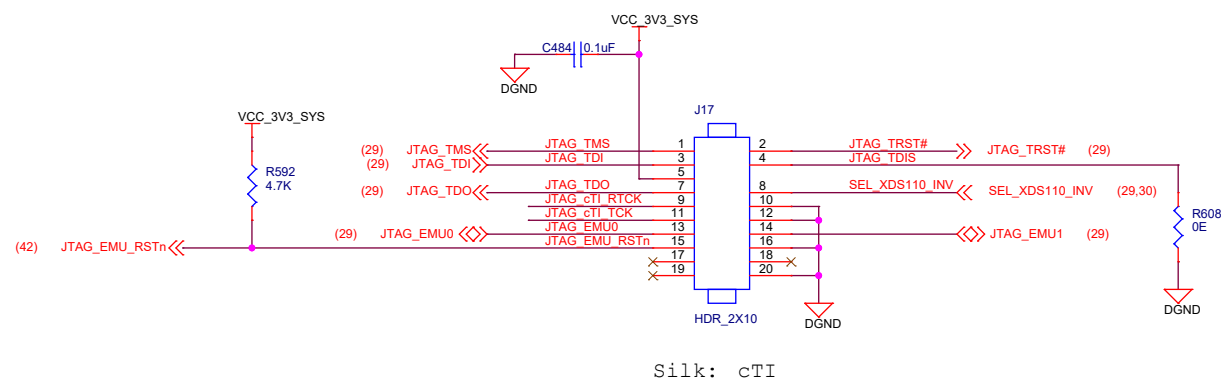 VCC_3V3_SYS
C484 0.1uF
DGND
J17
VCC_3V3_SYS
R592
4.7K
(29) JTAG_TMS JTAG_TMS 1 2 JTAG_TRST# JTAG_TRST# (29)
(29) JTAG_TDI JTAG_TDI 3 4 JTAG_TDIS
5
(29) JTAG_TDO JTAG_TDO 7 8 SEL_XDS110_INV SEL_XDS110_INV (29,30)
JTAG_cTI_RTCK 9 10
JTAG_cTI_TCK 11 12
R608
0E
(29) JTAG_EMU0 JTAG_EMU0 13 14 JTAG_EMU1 (29)
(42) JTAG_EMU_RSTn JTAG_EMU_RSTn 15 16
17 18
19 20
HDR_2X10
DGND
DGND
Silk: cTI